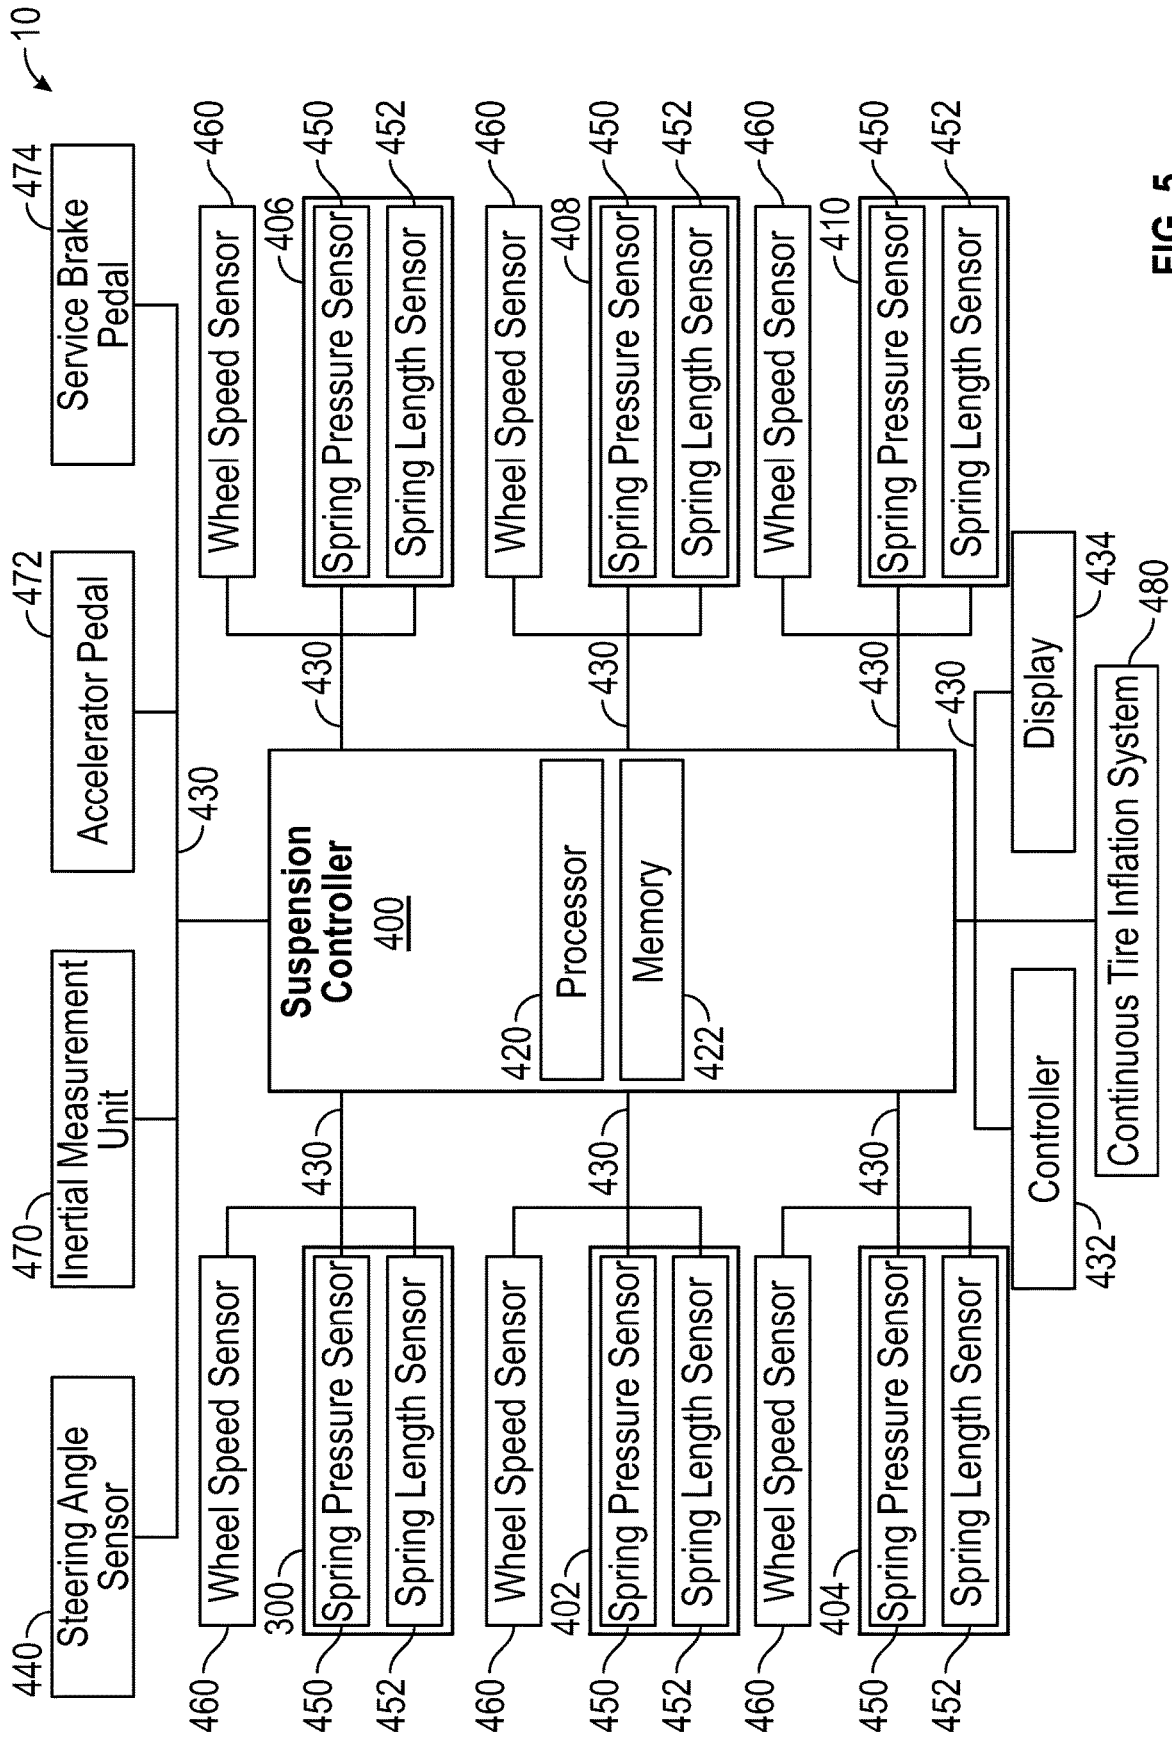 10
440
Steering Angle
Sensor
470
Inertial Measurement
Unit
472
Accelerator Pedal
474
Service Brake
Pedal
430
460
Wheel Speed Sensor
300
450
Spring Pressure Sensor
452
Spring Length Sensor
430
460
Wheel Speed Sensor
402
450
Spring Pressure Sensor
452
Spring Length Sensor
430
460
Wheel Speed Sensor
404
450
Spring Pressure Sensor
452
Spring Length Sensor
430
Suspension
Controller
400
420
Processor
Memory
422
Wheel Speed Sensor
460
406
Spring Pressure Sensor
450
Spring Length Sensor
452
430
Wheel Speed Sensor
460
408
Spring Pressure Sensor
450
Spring Length Sensor
452
430
Wheel Speed Sensor
460
410
Spring Pressure Sensor
450
Spring Length Sensor
452
430
430
Controller
432
Display
434
Continuous Tire Inflation System
480
FIG. 5